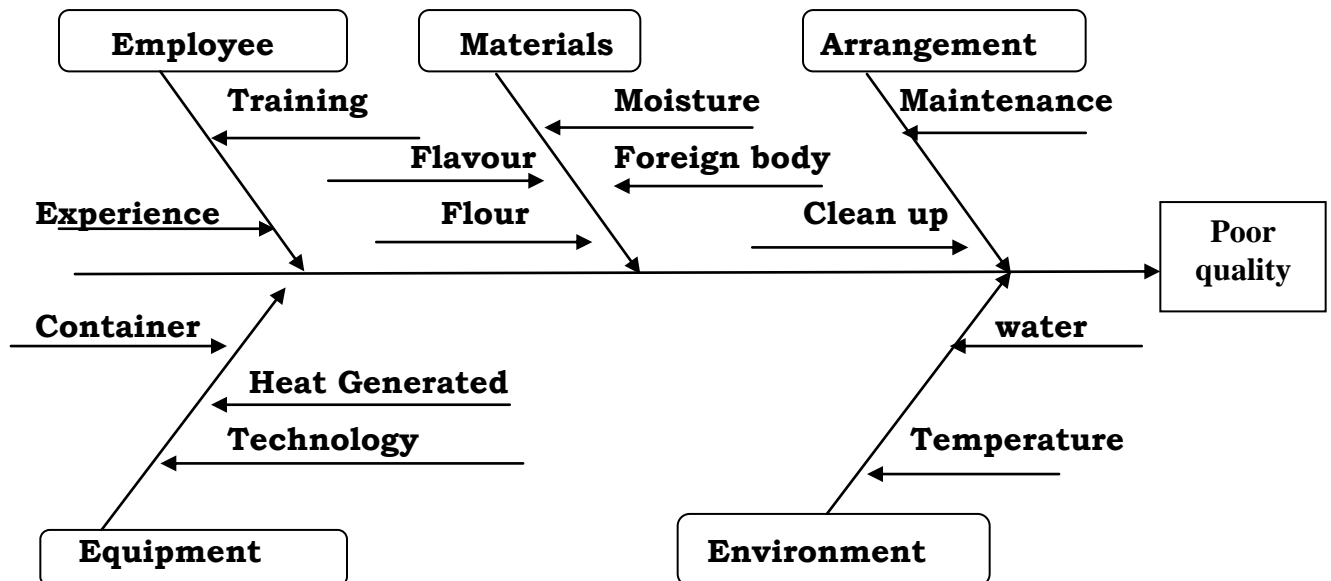 Employee
Materials
Arrangement
Training
Moisture
Maintenance
Flavour
Foreign body
Experience
Flour
Clean up
Poor
quality
Container
water
Heat Generated
Technology
Temperature
Equipment
Environment